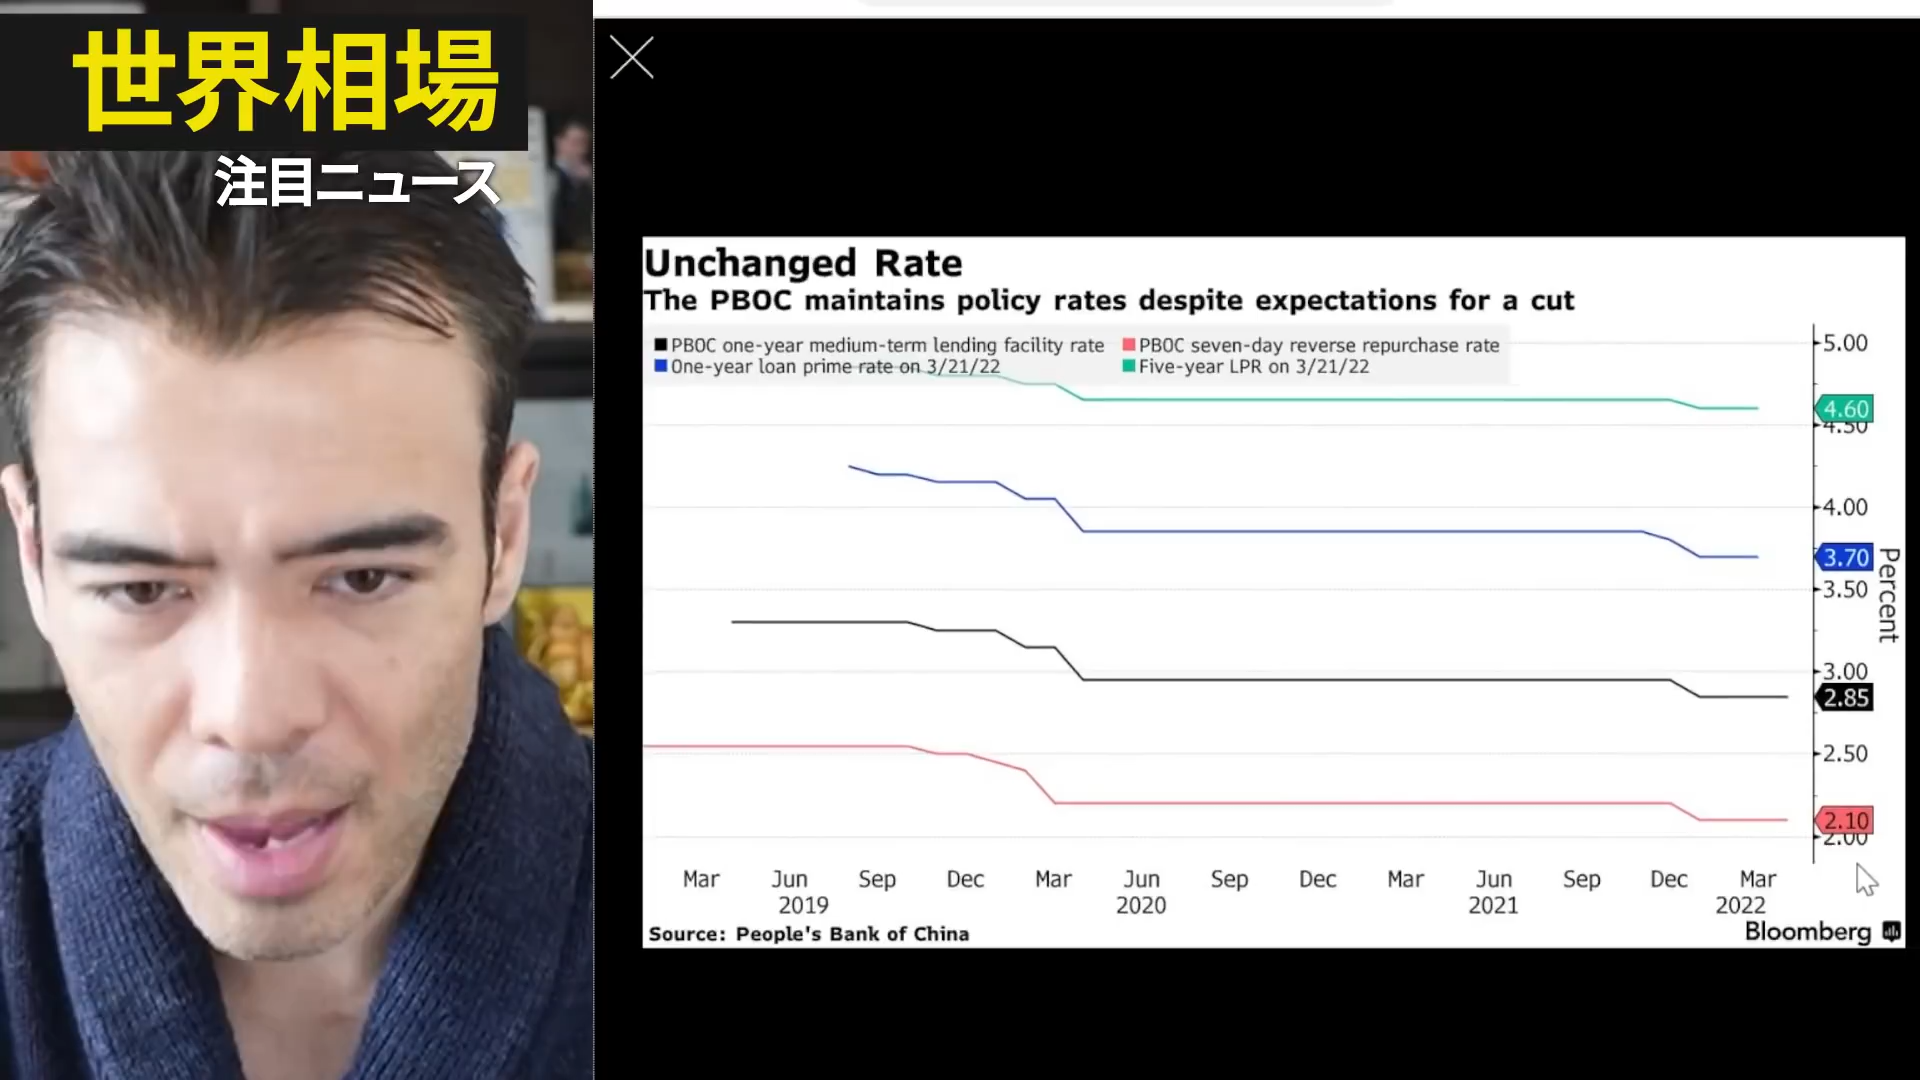 世界相場
注目ニュース
Unchanged Rate
The PBOC maintains policy rates despite expectations for a cut
PBOC one-year medium-term lending facility rate
PBOC seven-day reverse repurchase rate
One-year loan prime rate on 3/21/22
Five-year LPR on 3/21/22
5.00
4.60
4.50
4.00
3.70
3.50
3.00
2.85
2.50
2.10
2.00
Percent
Mar Jun Sep Dec Mar Jun Sep Dec Mar Jun Sep Dec Mar
2019 2020 2021 2022
Source: People's Bank of China
Bloomberg